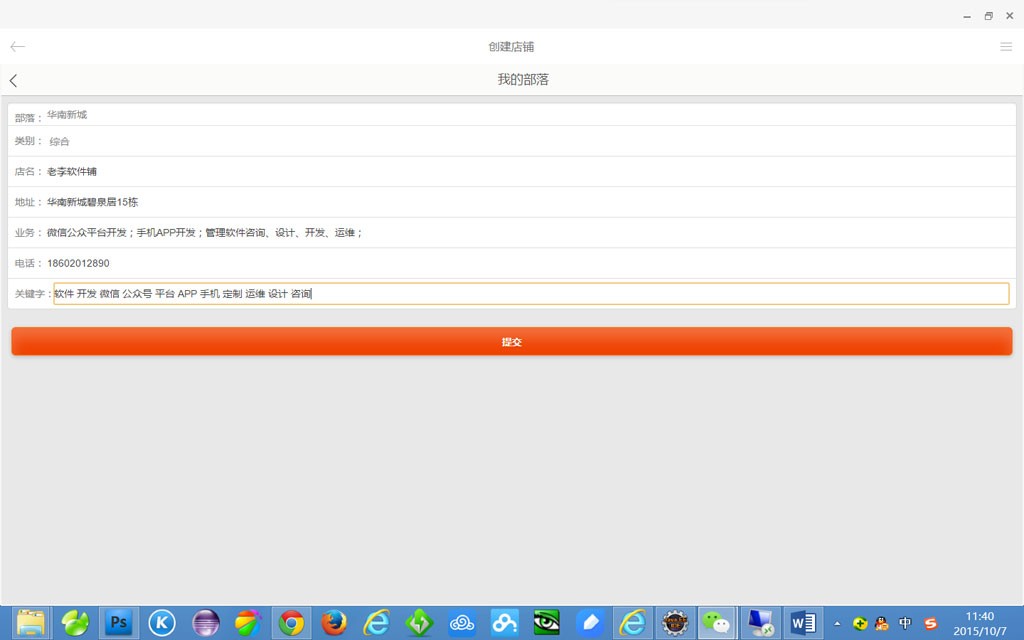 创建店铺
我的部落
部落： 华南新城
类别： 综合
店名： 老李软件铺
地址： 华南新城碧泉居15栋
业务： 微信公众平台开发；手机APP开发；管理软件咨询、设计、开发、运维；
电话： 18602012890
关键字： 软件 开发 微信 公众号 平台 APP 手机 定制 运维 设计 咨询
提交
Ps
K
中
11:40
2015/10/7